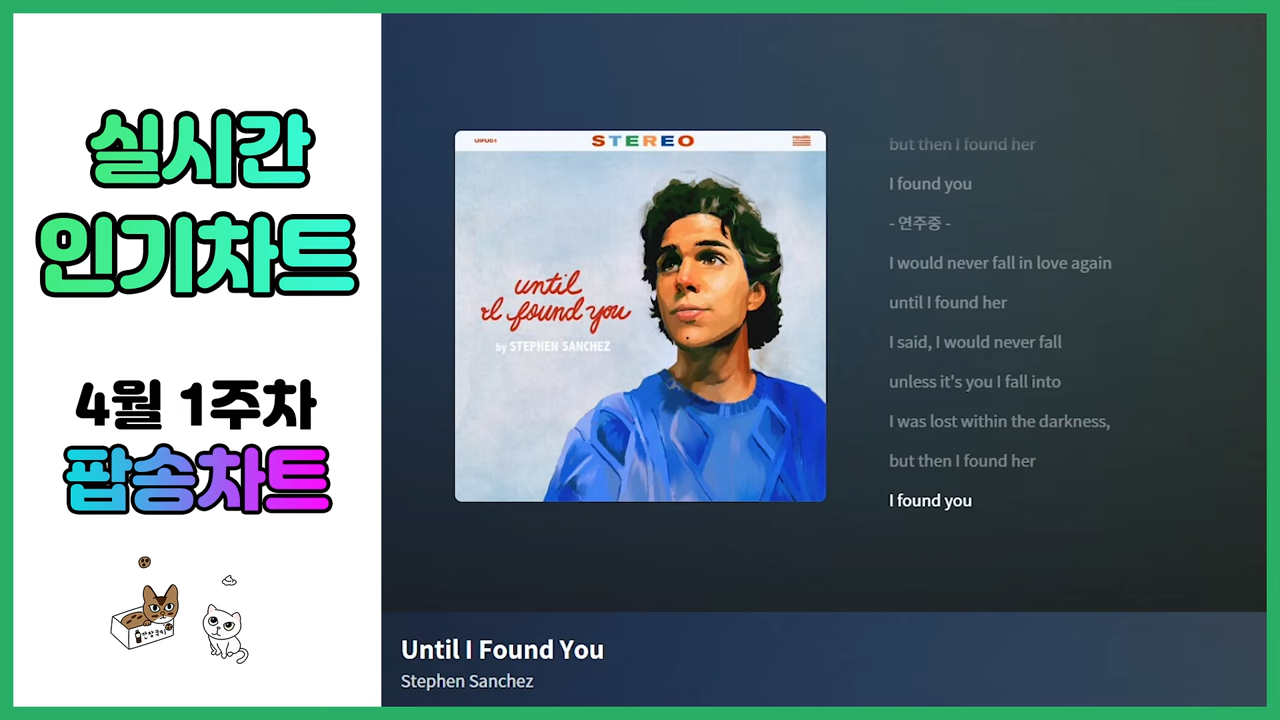 실시간
인기차트
4월 1주차
팝송차트
STEREO
until
I found you
by STEPHEN SANCHEZ
but then I found her
I found you
- 연주중 -
I would never fall in love again
until I found her
I said, I would never fall
unless it's you I fall into
I was lost within the darkness,
but then I found her
I found you
Until I Found You
Stephen Sanchez